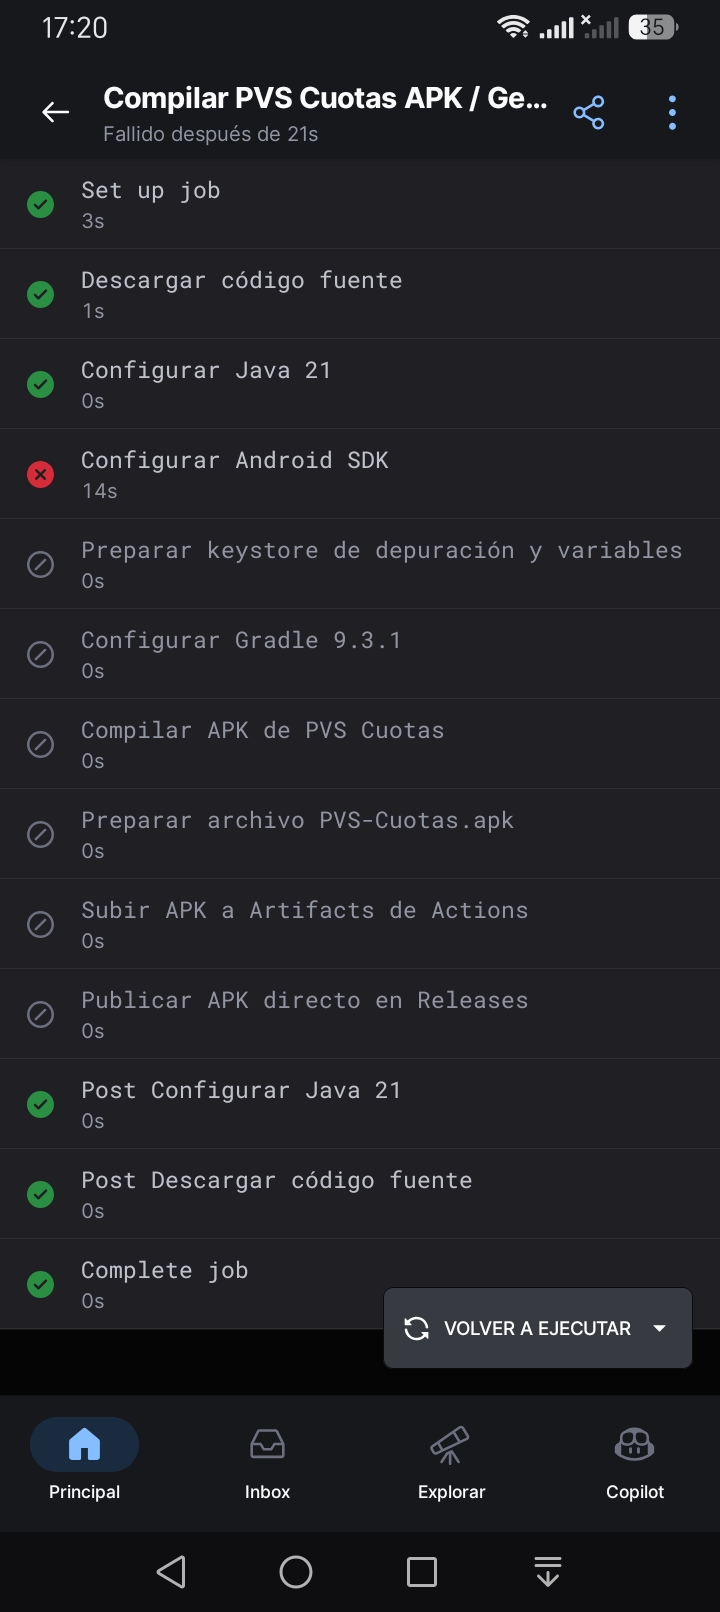 17:20
35
Compilar PVS Cuotas APK / Ge...
Fallido después de 21s
Set up job
3s
Descargar código fuente
1s
Configurar Java 21
0s
Configurar Android SDK
14s
Preparar keystore de depuración y variables
0s
Configurar Gradle 9.3.1
0s
Compilar APK de PVS Cuotas
0s
Preparar archivo PVS-Cuotas.apk
0s
Subir APK a Artifacts de Actions
0s
Publicar APK directo en Releases
0s
Post Configurar Java 21
0s
Post Descargar código fuente
0s
Complete job
0s
VOLVER A EJECUTAR
Principal
Inbox
Explorar
Copilot